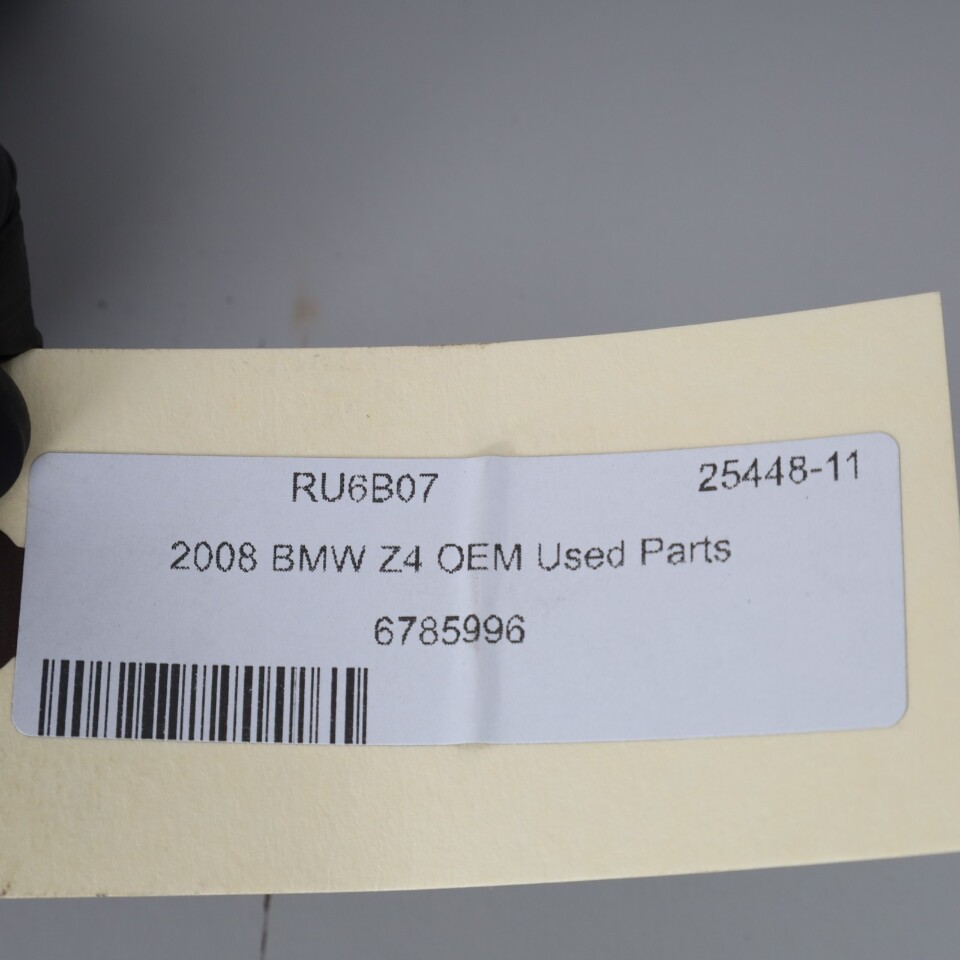 RU6B07 25448-11
2008 BMW Z4 OEM Used Parts
6785996